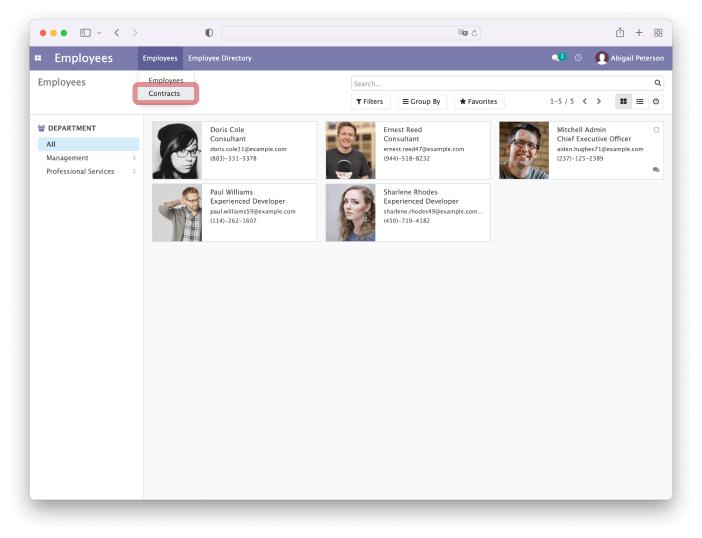 Employees
Employees
Employee Directory
1
Abigail Peterson
Employees
Employees
Contracts
Search...
Filters
Group By
Favorites
1-5 / 5
DEPARTMENT
All
Management 3
Professional Services 2
Doris Cole
Consultant
doris.cole31@example.com
(883)-331-5378
Ernest Reed
Consultant
ernest.reed47@example.com
(944)-518-8232
Mitchell Admin
Chief Executive Officer
aiden.hughes71@example.com
(237)-125-2389
Paul Williams
Experienced Developer
paul.williams59@example.com
(114)-262-1607
Sharlene Rhodes
Experienced Developer
sharlene.rhodes49@example.com...
(450)-719-4182